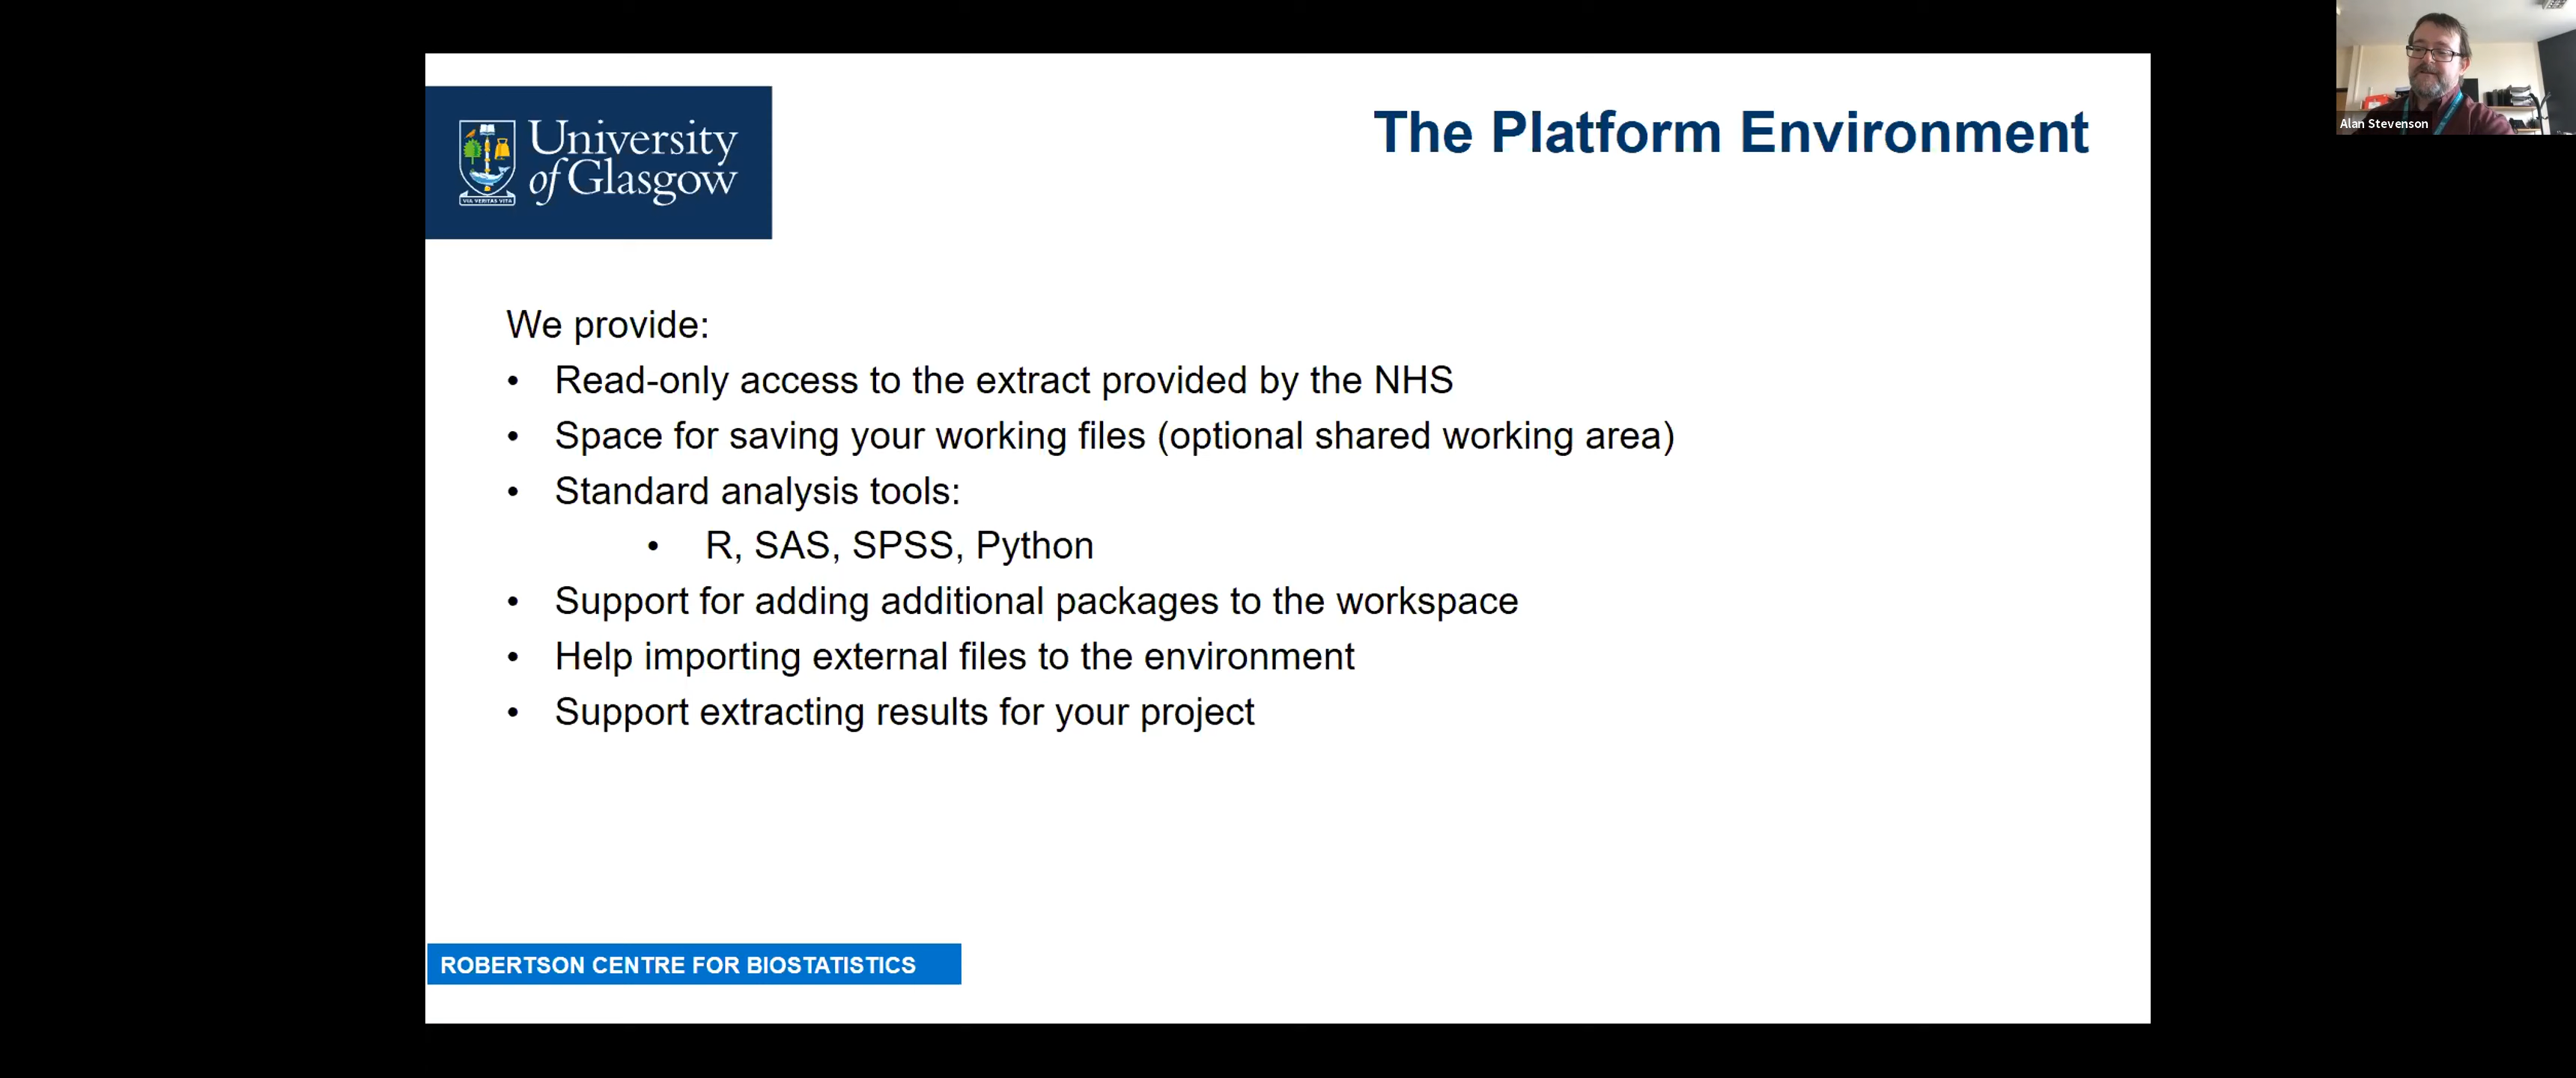 University
of Glasgow
VIA VERITAS VITA
The Platform Environment
Alan Stevenson
We provide:
• Read-only access to the extract provided by the NHS
• Space for saving your working files (optional shared working area)
• Standard analysis tools:
• R, SAS, SPSS, Python
• Support for adding additional packages to the workspace
• Help importing external files to the environment
• Support extracting results for your project
ROBERTSON CENTRE FOR BIOSTATISTICS